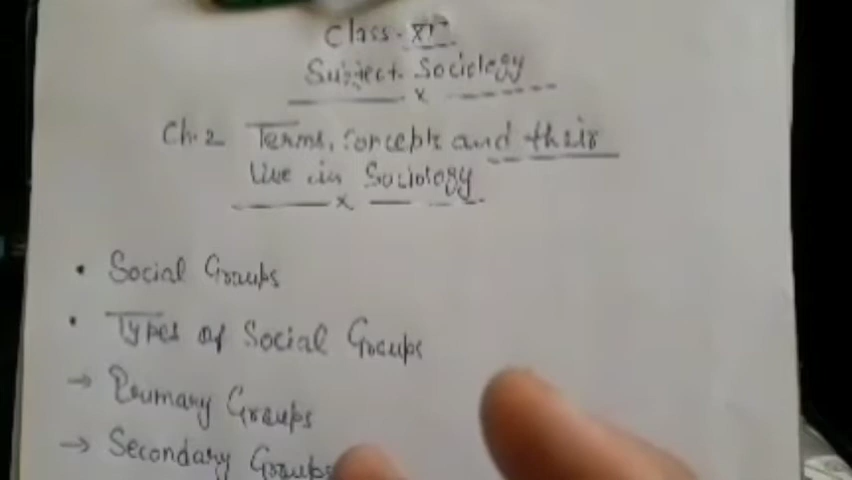 Class-XIth
Subject-Sociology
x
Ch.2 Terms, Concepts and their
Use in Sociology
x
• Social Groups
• Types of Social Groups
→ Primary Groups
→ Secondary Groups